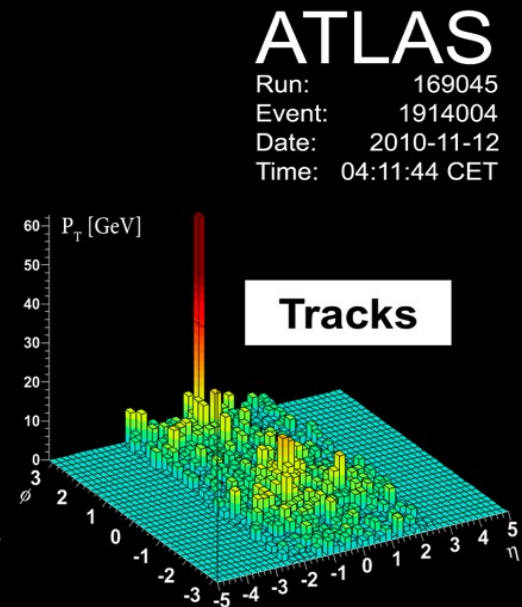 ATLAS
Run: 169045
Event: 1914004
Date: 2010-11-12
Time: 04:11:44 CET
P_T [GeV]
60
50
40
30
20
10
0
Tracks
3
2
1
0
-1
-2
-3
ø
-5 -4 -3 -2 -1 0 1 2 3 4 5
η